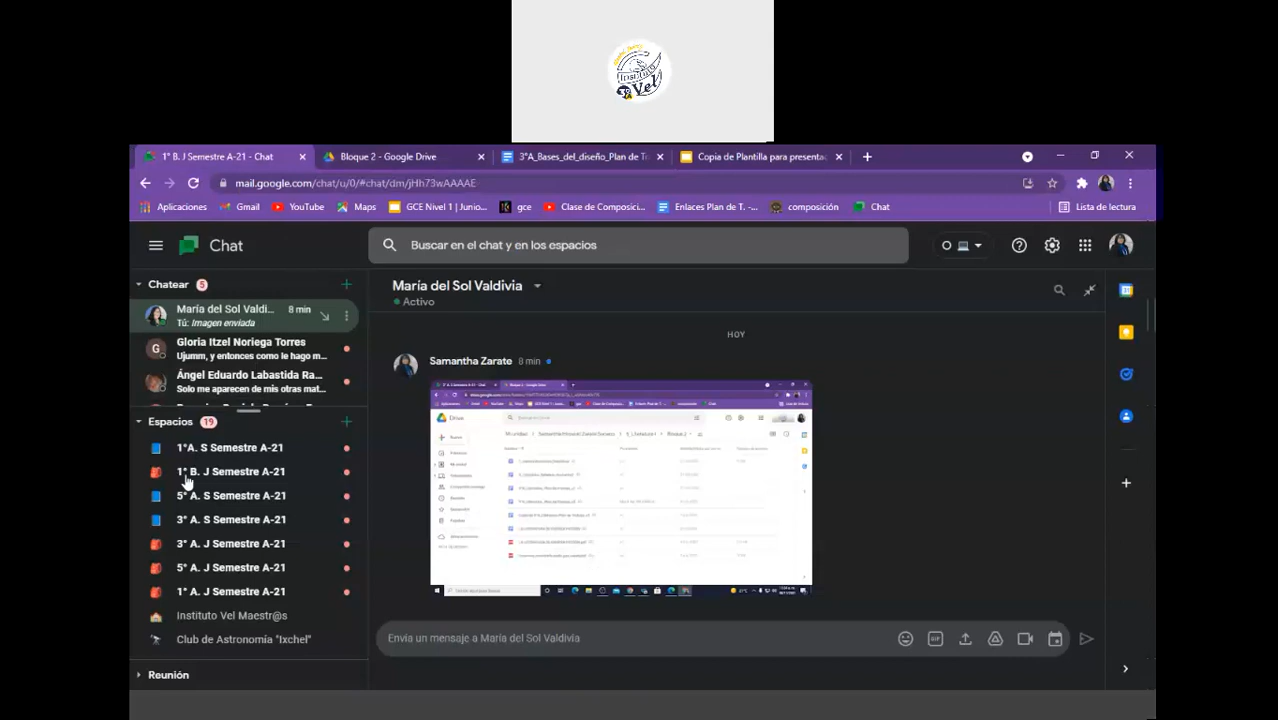 Instituto
3°A Vel
1° B. J Semestre A-21 - Chat
Bloque 2 - Google Drive
3°A_Bases_del_diseño_Plan de Tr
Copia de Plantilla para presenta
mail.google.com/chat/u/0/#chat/dm/jHh73wAAAAE
Aplicaciones
Gmail
YouTube
Maps
GCE Nivel 1 | Junio...
gce
Clase de Composici...
Enlaces Plan de T. -...
composición
Chat
Lista de lectura
Chat
Buscar en el chat y en los espacios
Chatear 5
María del Sol Valdi... 8 min
Tú: Imagen enviada
Gloria Itzel Noriega Torres
Ujumm, y entonces como le hago m...
Ángel Eduardo Labastida Ra...
Solo me aparecen de mis otras mat...
Espacios 19
1°A. S Semestre A-21
1° B. J Semestre A-21
5° A. S Semestre A-21
3° A. S Semestre A-21
3° A. J Semestre A-21
5° A. J Semestre A-21
1° A. J Semestre A-21
Instituto Vel Maestr@s
Club de Astronomía "Ixchel"
Reunión
María del Sol Valdivia
Activo
HOY
Samantha Zarate 8 min
Drive
Envía un mensaje a María del Sol Valdivia
GIF